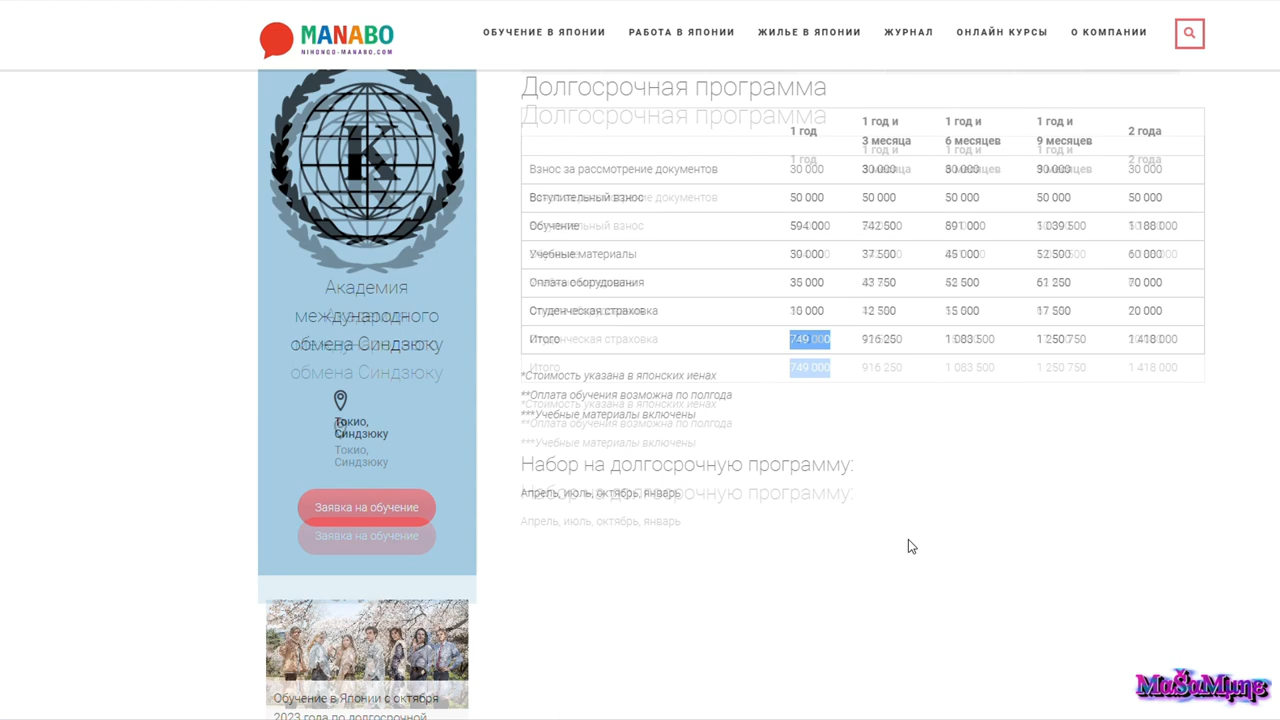 MANABO
NIHONGO-MANABO.COM
ОБУЧЕНИЕ В ЯПОНИИ РАБОТА В ЯПОНИИ ЖИЛЬЕ В ЯПОНИИ ЖУРНАЛ ОНЛАЙН КУРСЫ О КОМПАНИИ
K
Академия
международного
обмена Синдзюку
Токио,
Синдзюку
Заявка на обучение
Обучение в Японии с октября
2023 года по долгосрочной
Долгосрочная программа
1 год 1 год и 3 месяца 1 год и 6 месяцев 1 год и 9 месяцев 2 года
Взнос за рассмотрение документов 30 000 30 000 30 000 30 000 30 000
Вступительный взнос 50 000 50 000 50 000 50 000 50 000
Обучение 594 000 742 500 891 000 1 039 500 1 188 000
Учебные материалы 30 000 37 500 45 000 52 500 60 000
Оплата оборудования 35 000 43 750 52 500 61 250 70 000
Студенческая страховка 10 000 12 500 15 000 17 500 20 000
Итого 749 000 916 250 1 083 500 1 250 750 1 418 000
*Стоимость указана в японских иенах
**Оплата обучения возможна по полгода
***Учебные материалы включены
Набор на долгосрочную программу:
Апрель, июль, октябрь, январь
MaSaMune